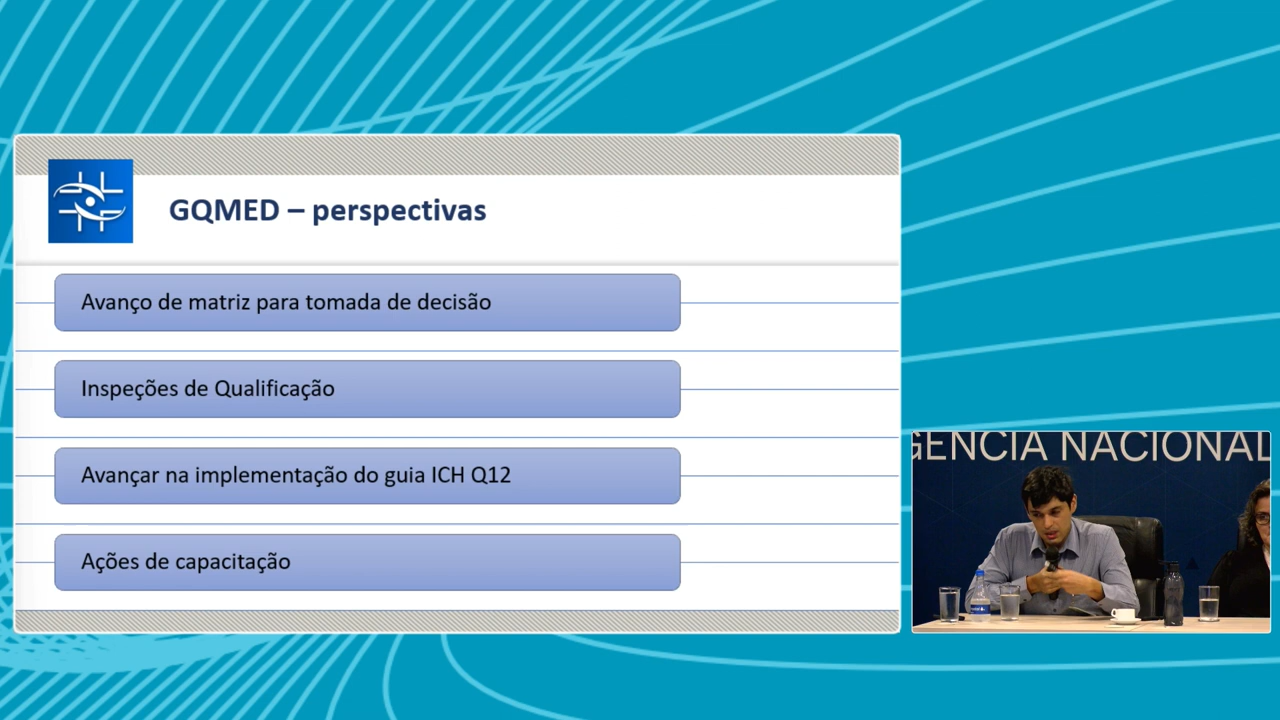 GQMED – perspectivas
Avanço de matriz para tomada de decisão
Inspeções de Qualificação
Avançar na implementação do guia ICH Q12
Ações de capacitação
GÊNCIA NACIONAL